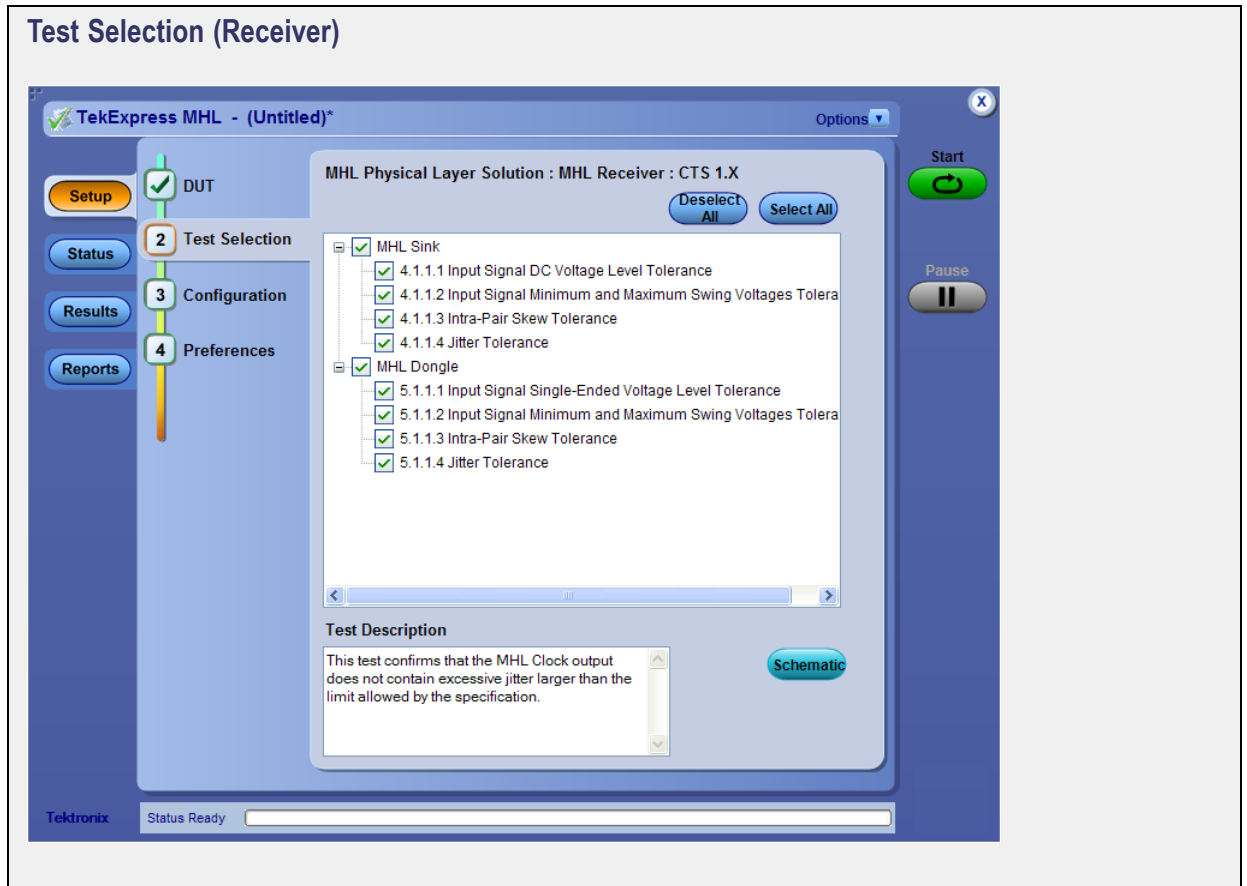 Test Selection (Receiver)
TekExpress MHL - (Untitled)*
Options
X
Start
Pause
Setup
Status
Results
Reports
DUT
2 Test Selection
3 Configuration
4 Preferences
MHL Physical Layer Solution : MHL Receiver : CTS 1.X
Deselect All
Select All
MHL Sink
4.1.1.1 Input Signal DC Voltage Level Tolerance
4.1.1.2 Input Signal Minimum and Maximum Swing Voltages Tolera
4.1.1.3 Intra-Pair Skew Tolerance
4.1.1.4 Jitter Tolerance
MHL Dongle
5.1.1.1 Input Signal Single-Ended Voltage Level Tolerance
5.1.1.2 Input Signal Minimum and Maximum Swing Voltages Tolera
5.1.1.3 Intra-Pair Skew Tolerance
5.1.1.4 Jitter Tolerance
Test Description
This test confirms that the MHL Clock output
does not contain excessive jitter larger than the
limit allowed by the specification.
Schematic
Tektronix
Status Ready